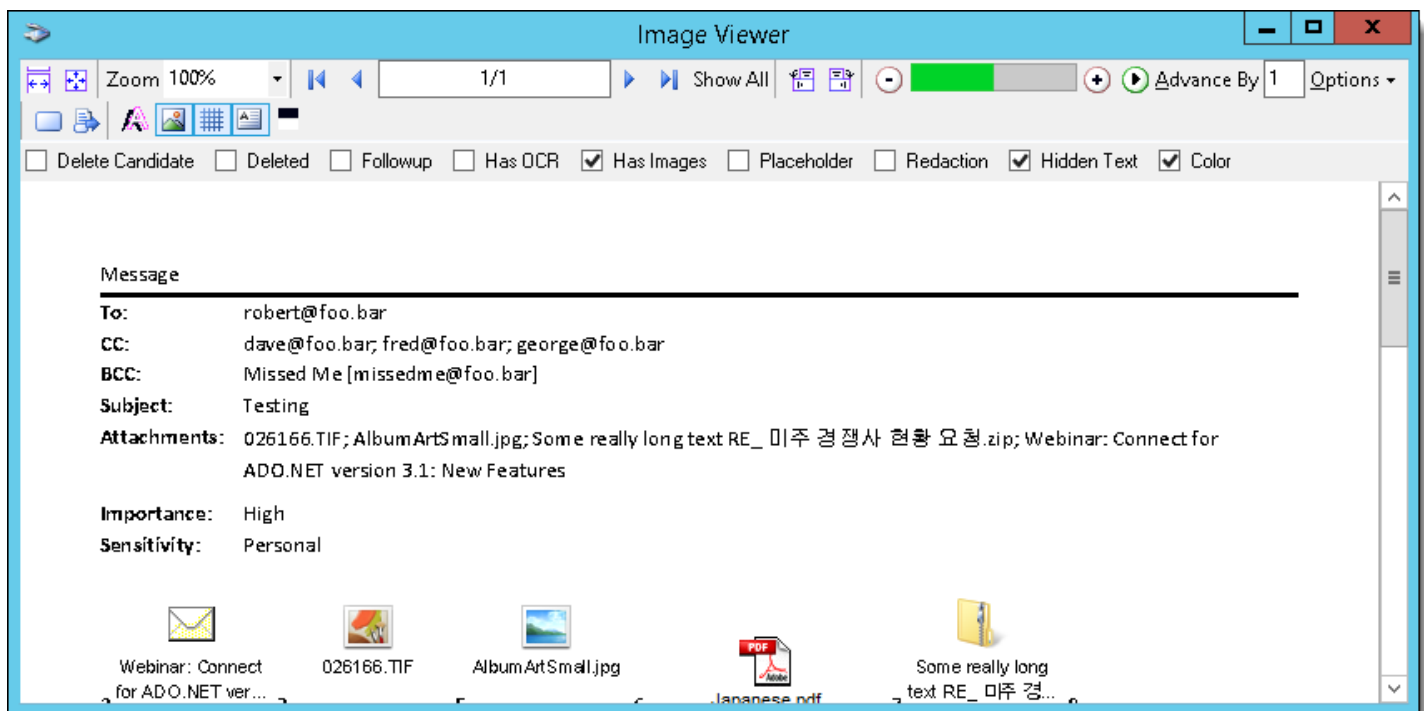 Image Viewer
Zoom 100% 1/1 Show All Advance By 1 Options
Delete Candidate Deleted Followup Has OCR Has Images Placeholder Redaction Hidden Text Color
Message
To: robert@foo.bar
CC: dave@foo.bar; fred@foo.bar; george@foo.bar
BCC: Missed Me [missedme@foo.bar]
Subject: Testing
Attachments: 026166.TIF; AlbumArtSmall.jpg; Some really long text RE_ 미주 경쟁사 현황 요청.zip; Webinar: Connect for
ADO.NET version 3.1: New Features
Importance: High
Sensitivity: Personal
PDF
Adobe
Webinar: Connect 026166.TIF AlbumArtSmall.jpg Some really long
for ADO.NET ver... Japanese.pdf text RE_ 미주 경...